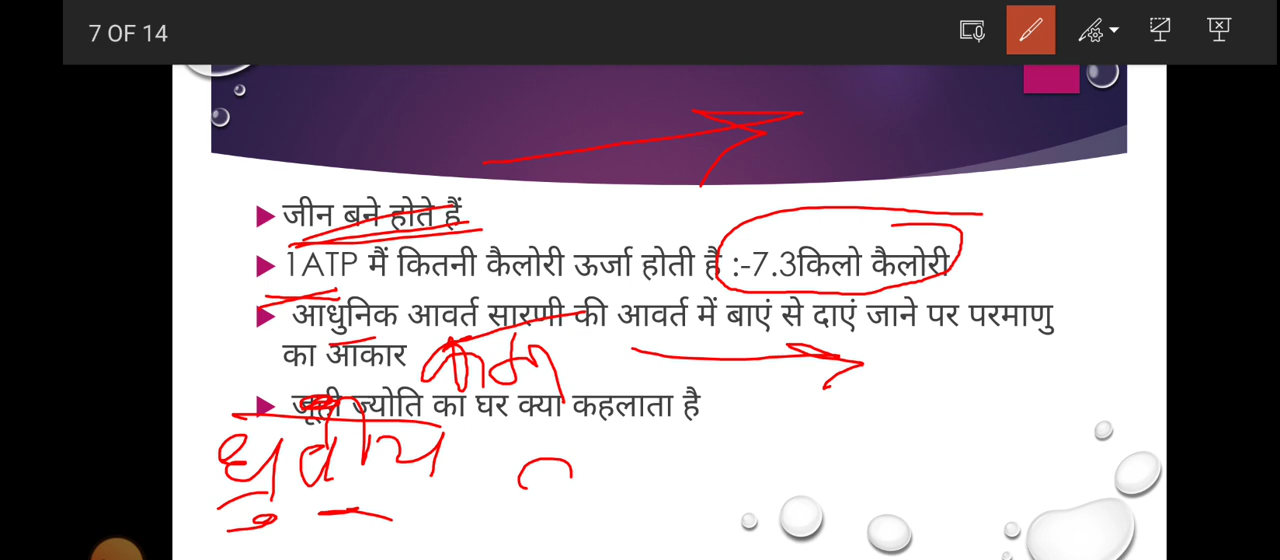 7 OF 14
जीन बने होते हैं
1ATP मैं कितनी कैलोरी ऊर्जा होती है :-7.3किलो कैलोरी
आधुनिक आवर्त सारणी की आवर्त में बाएं से दाएं जाने पर परमाणु
का आकार
जूही ज्योति का घर क्या कहलाता है